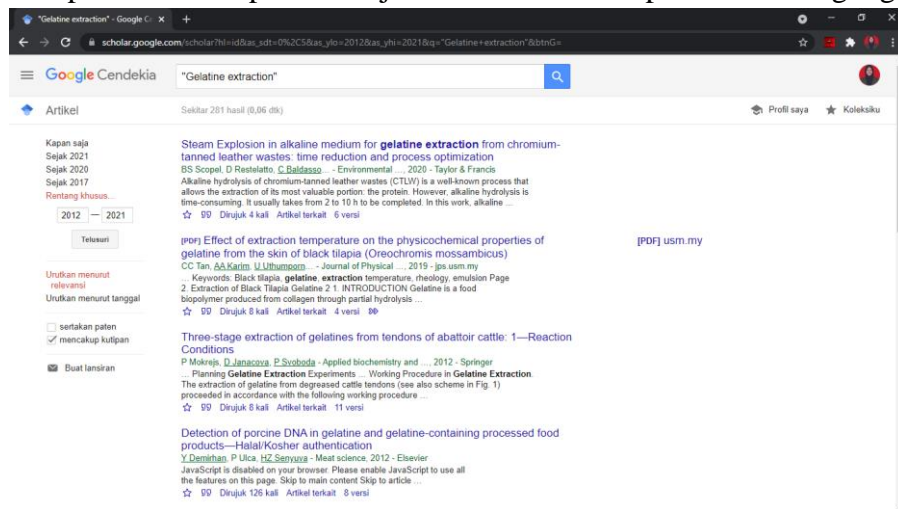 "Gelatine extraction" - Google C
scholar.google.com/scholar?hl=id&as_sdt=0%2C5&as_ylo=2012&as_yhi=2021&q="Gelatine+extraction"&btnG=
Google Cendekia
"Gelatine extraction"
Artikel
Sekitar 281 hasil (0,06 dtk)
Profil saya
Koleksiku
Kapan saja
Sejak 2021
Sejak 2020
Sejak 2017
Rentang khusus...
2012 — 2021
Telusuri
Urutkan menurut
relevansi
Urutkan menurut tanggal
sertakan paten
mencakup kutipan
Buat lansiran
Steam Explosion in alkaline medium for gelatine extraction from chromium-
tanned leather wastes: time reduction and process optimization
BS Scopel, D Restelatto, C Baldasso... - Environmental ..., 2020 - Taylor & Francis
Alkaline hydrolysis of chromium-tanned leather wastes (CTLW) is a well-known process that
allows the extraction of its most valuable portion: the protein. However, alkaline hydrolysis is
time-consuming. It usually takes from 2 to 10 h to be completed. In this work, alkaline ...
Dirujuk 4 kali Artikel terkait 6 versi
[PDF] Effect of extraction temperature on the physicochemical properties of
gelatine from the skin of black tilapia (Oreochromis mossambicus)
CC Tan, AA Karim, U Uthumporn... - Journal of Physical ..., 2019 - jps.usm.my
... Keywords: Black tilapia, gelatine, extraction temperature, rheology, emulsion Page
2. Extraction of Black Tilapia Gelatine 2 1. INTRODUCTION Gelatine is a food
biopolymer produced from collagen through partial hydrolysis ...
Dirujuk 8 kali Artikel terkait 4 versi
[PDF] usm.my
Three-stage extraction of gelatines from tendons of abattoir cattle: 1—Reaction
Conditions
P Mokrejs, D Janacova, P Svoboda - Applied biochemistry and ..., 2012 - Springer
... Planning Gelatine Extraction Experiments ... Working Procedure in Gelatine Extraction.
The extraction of gelatine from degreased cattle tendons (see also scheme in Fig. 1)
proceeded in accordance with the following working procedure ...
Dirujuk 8 kali Artikel terkait 11 versi
Detection of porcine DNA in gelatine and gelatine-containing processed food
products—Halal/Kosher authentication
Y Demirhan, P Ulca, HZ Senyuva - Meat science, 2012 - Elsevier
JavaScript is disabled on your browser. Please enable JavaScript to use all
the features on this page. Skip to main content Skip to article ...
Dirujuk 126 kali Artikel terkait 8 versi